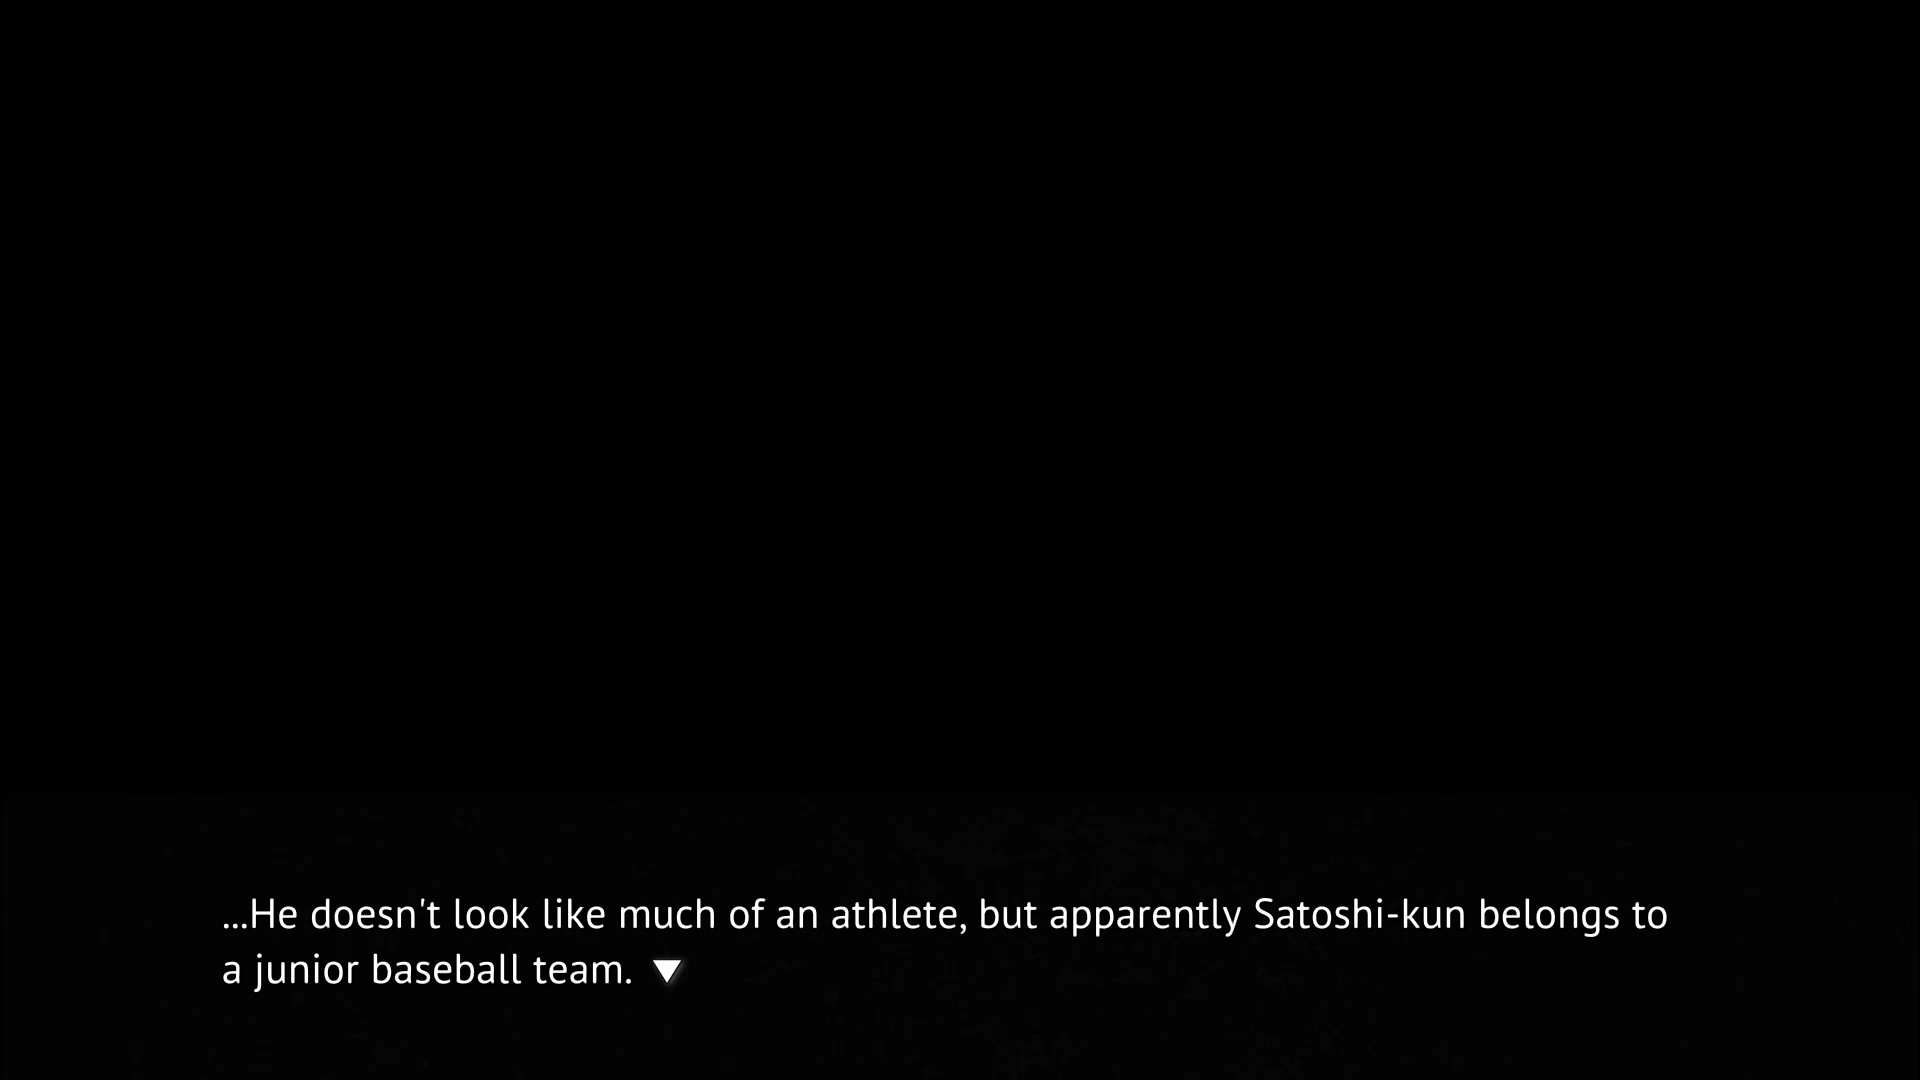 ...He doesn't look like much of an athlete, but apparently Satoshi-kun belongs to
a junior baseball team.